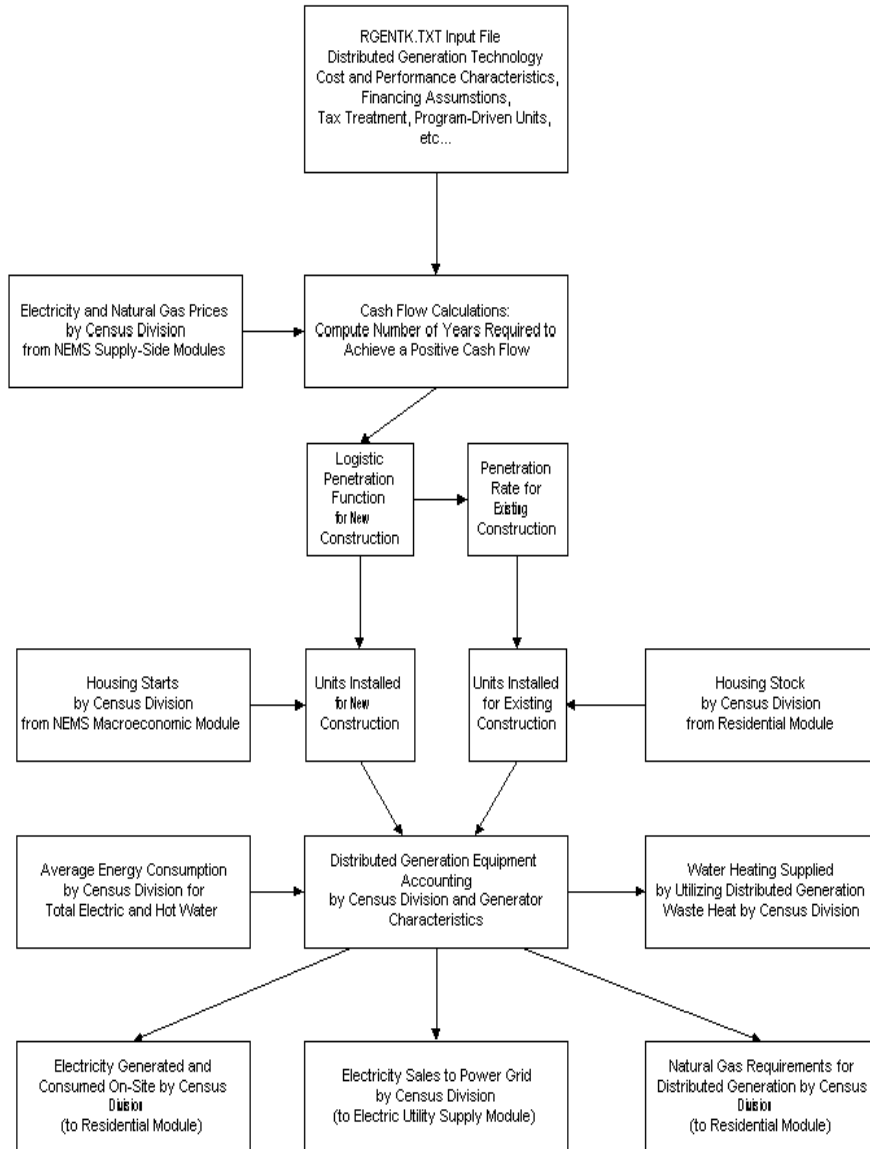 RGENTK.TXT Input File
Distributed Generation Technology
Cost and Performance Characteristics,
Financing Assumstions,
Tax Treatment, Program-Driven Units,
etc...
Electricity and Natural Gas Prices
by Census Division
from NEMS Supply-Side Modules
Cash Flow Calculations:
Compute Number of Years Required to
Achieve a Positive Cash Flow
Logistic
Penetration
Function
for New
Construction
Penetration
Rate for
Existing
Construction
Housing Starts
by Census Division
from NEMS Macroeconomic Module
Units Installed
for New
Construction
Units Installed
for Existing
Construction
Housing Stock
by Census Division
from Residential Module
Average Energy Consumption
by Census Division for
Total Electric and Hot Water
Distributed Generation Equipment
Accounting
by Census Division and Generator
Characteristics
Water Heating Supplied
by Utilizing Distributed Generation
Waste Heat by Census Division
Electricity Generated and
Consumed On-Site by Census
Division
(to Residential Module)
Electricity Sales to Power Grid
by Census Division
(to Electric Utility Supply Module)
Natural Gas Requirements for
Distributed Generation by Census
Division
(to Residential Module)